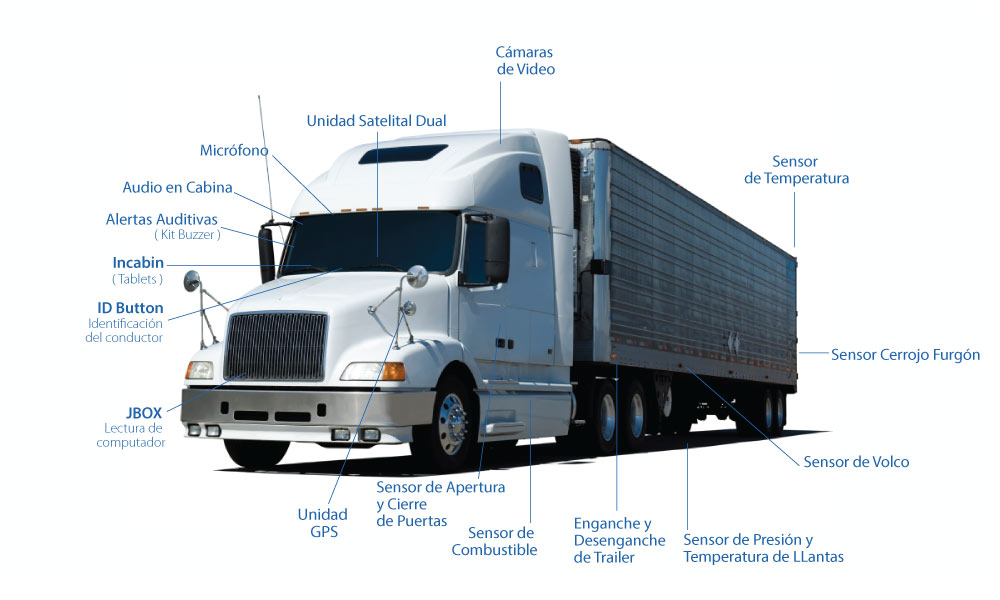 Cámaras
de Video
Unidad Satelital Dual
Micrófono
Audio en Cabina
Alertas Auditivas
( Kit Buzzer )
Incabin
( Tablets )
ID Button
Identificación
del conductor
JBOX
Lectura de
computador
Unidad
GPS
Sensor de Apertura
y Cierre
de Puertas
Sensor de
Combustible
Enganche y
Desenganche
de Trailer
Sensor de Presión y
Temperatura de LLantas
Sensor de Volco
Sensor Cerrojo Furgón
Sensor
de Temperatura